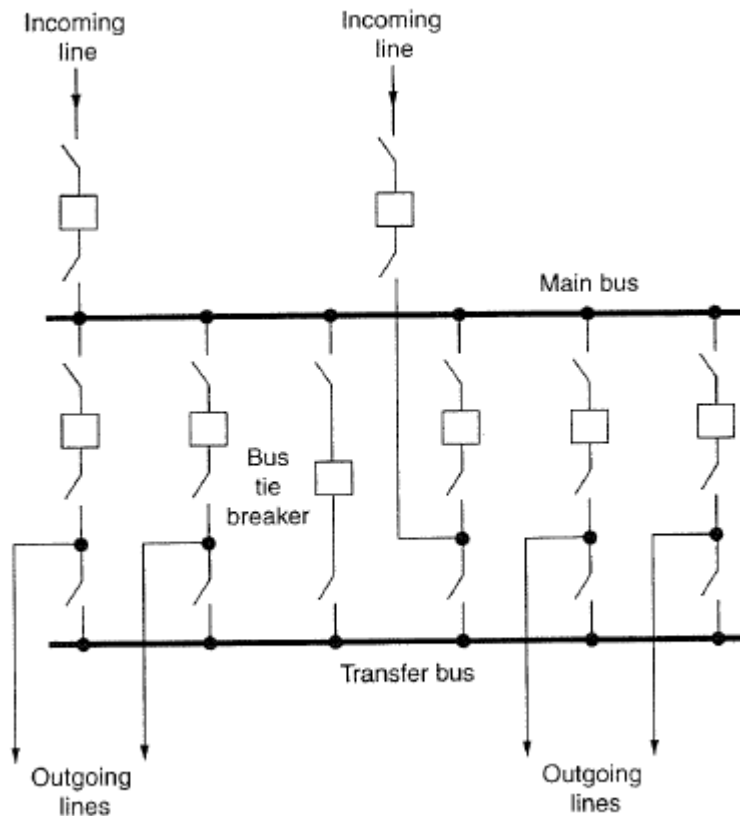 Incoming
line
Incoming
line
Main bus
Bus
tie
breaker
Transfer bus
Outgoing
lines
Outgoing
lines